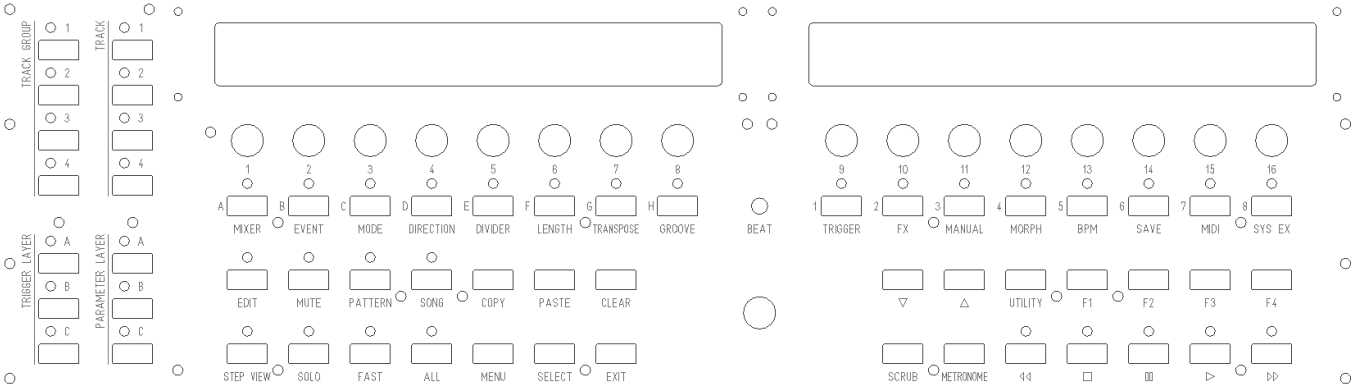 TRACK GROUP
1
2
3
4
TRACK
1
2
3
4
TRIGGER LAYER
A
B
C
PARAMETER LAYER
A
B
C
1 2 3 4 5 6 7 8
A B C D E F G H
MIXER EVENT MODE DIRECTION DIVIDER LENGTH TRANSPOSE GROOVE
EDIT MUTE PATTERN SONG COPY PASTE CLEAR
STEP VIEW SOLO FAST ALL MENU SELECT EXIT
BEAT
9 10 11 12 13 14 15 16
1 2 3 4 5 6 7 8
TRIGGER FX MANUAL MORPH BPM SAVE MIDI SYS EX
UTILITY F1 F2 F3 F4
SCRUB METRONOME